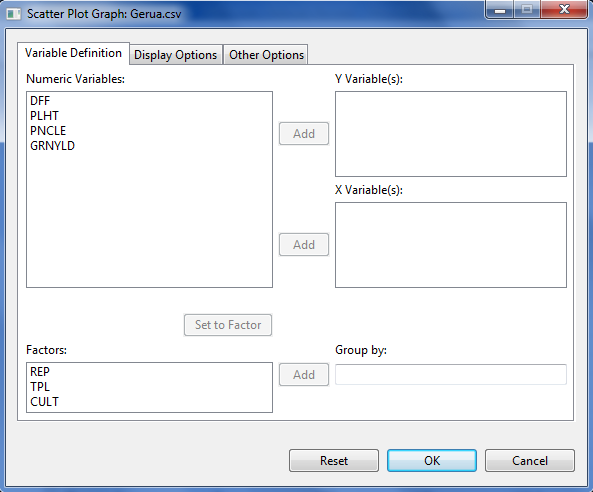 Scatter Plot Graph: Gerua.csv
Variable Definition
Display Options
Other Options
Numeric Variables:
DFF
PLHT
PNCLE
GRNYLD
Add
Y Variable(s):
X Variable(s):
Add
Set to Factor
Factors:
REP
TPL
CULT
Add
Group by:
Reset
OK
Cancel